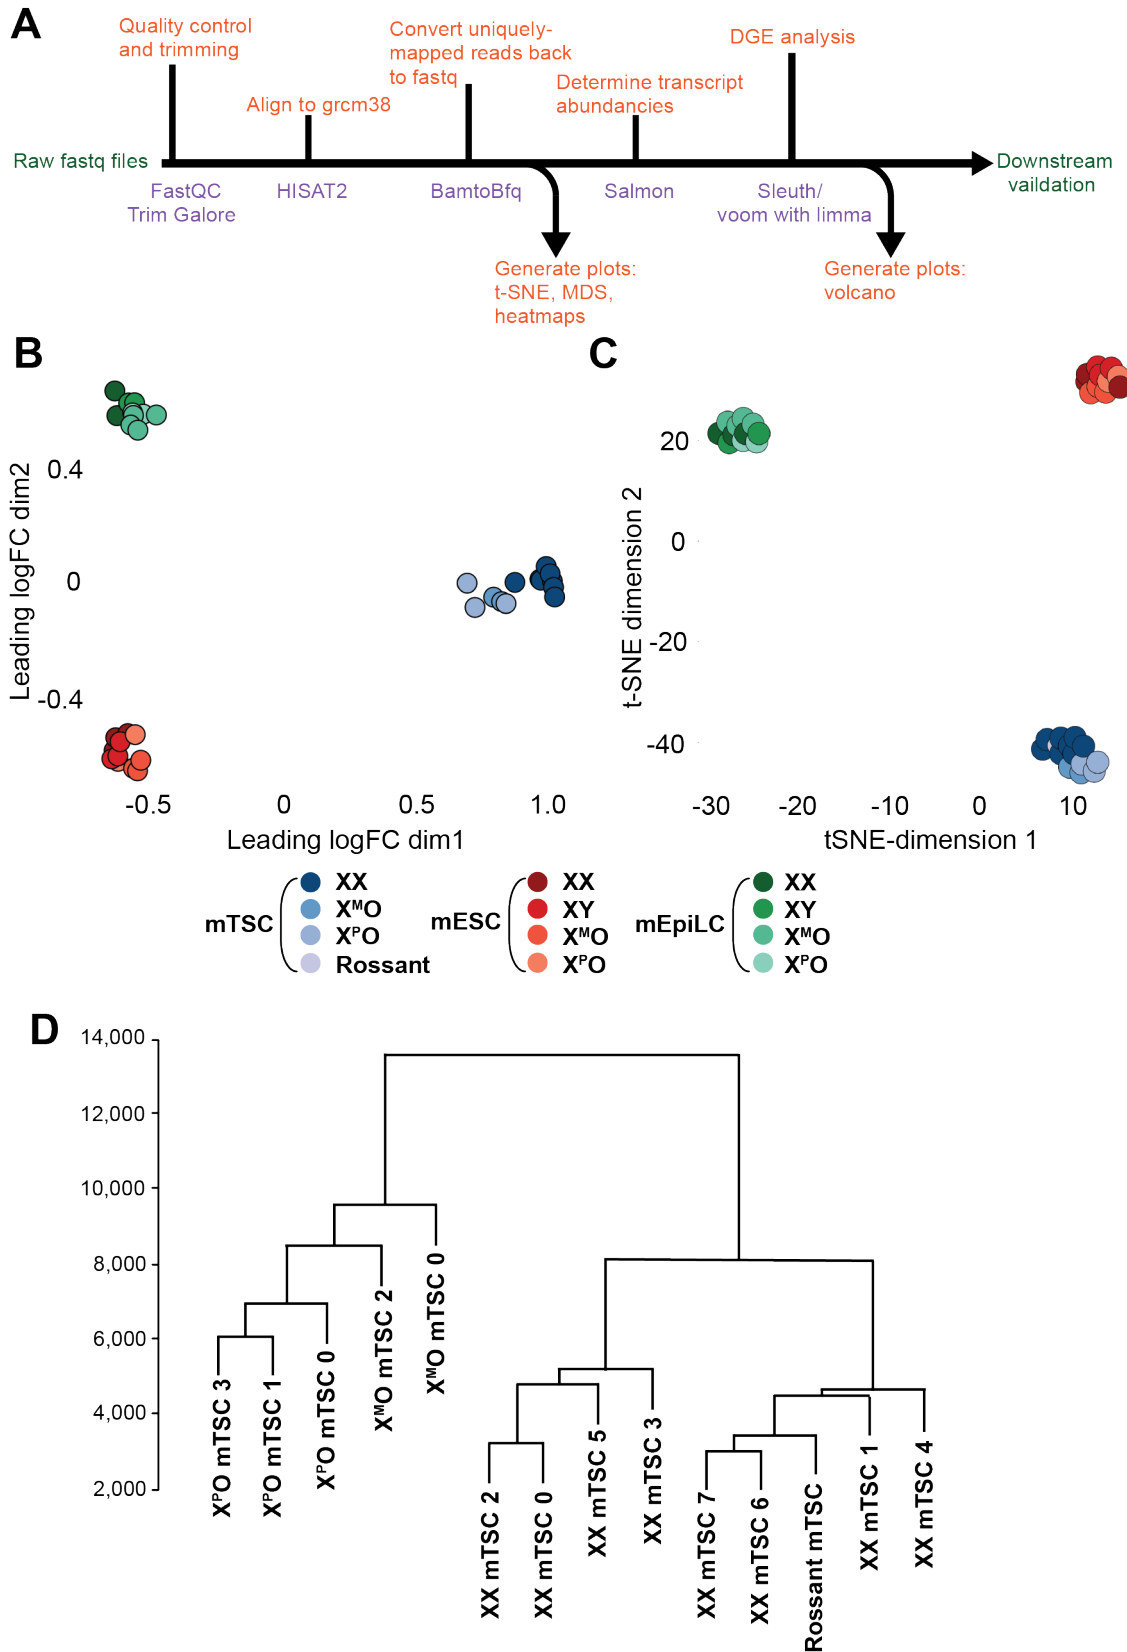 A
Quality control
and trimming
Convert uniquely-
mapped reads back
to fastq
DGE analysis
Align to grcm38
Determine transcript
abundancies
Raw fastq files
Downstream
vaildation
FastQC
Trim Galore
HISAT2
BamtoBfq
Salmon
Sleuth/
voom with limma
Generate plots:
t-SNE, MDS,
heatmaps
Generate plots:
volcano
B
Leading logFC dim2
0.4
0
-0.4
-0.5 0 0.5 1.0
Leading logFC dim1
C
t-SNE dimension 2
20
0
-20
-40
-30 -20 -10 0 10
tSNE-dimension 1
mTSC
XX
XᴹO
XᴾO
Rossant
mESC
XX
XY
XᴹO
XᴾO
mEpiLC
XX
XY
XᴹO
XᴾO
D
14,000
12,000
10,000
8,000
6,000
4,000
2,000
XᴾO mTSC 3
XᴾO mTSC 1
XᴾO mTSC 0
XᴹO mTSC 2
XᴹO mTSC 0
XX mTSC 2
XX mTSC 0
XX mTSC 5
XX mTSC 3
XX mTSC 7
XX mTSC 6
Rossant mTSC
XX mTSC 1
XX mTSC 4